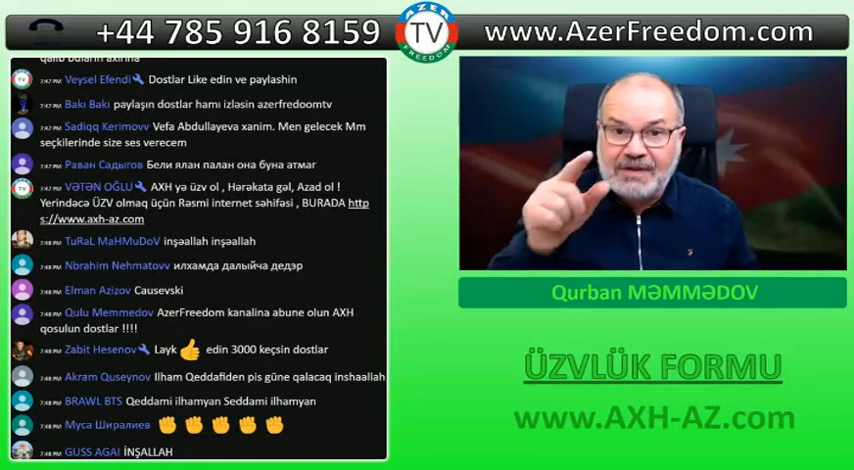 +44 785 916 8159
AZER
TV
FREEDOM
www.AzerFreedom.com
TV 7:47 PM Veysel Efendi Dostlar Like edin ve paylashin
7:47 PM Bakı Bakı paylaşın dostlar hamı izləsin azerfredoomtv
7:47 PM Sadiqq Kerimovv Vefa Abdullayeva xanim. Men gelecek Mm
seçkilerinde size ses verecem
7:47 PM Раван Садыгов Бели ялан палан она буна атмаг
TV 7:47 PM VƏTƏN OĞLU AXH yə üzv ol , Hərəkata gəl, Azad ol !
Yerindəcə ÜZV olmaq üçün Rəsmi internet səhifəsi , BURADA http
s://www.axh-az.com
7:48 PM TuRaL MaHMuDoV inşəallah inşəallah
7:48 PM Nbrahim Nehmatovv илхамда далыйча дедэр
7:48 PM Elman Azizov Causevski
7:48 PM Qulu Memmedov AzerFreedom kanalina abune olun AXH
qosulun dostlar !!!!
7:48 PM Zabit Hesenov Layk edin 3000 keçsin dostlar
7:48 PM Akram Quseynov Ilham Qeddafiden pis güne qalacaq inshaallah
7:48 PM BRAWL BTS Qeddami ilhamyan Seddami ilhamyan
7:48 PM Муса Ширалиев
7:48 PM GUSS AGAI İNŞALLAH
Qurban MƏMMƏDOV
ÜZVLÜK FORMU
www.AXH-AZ.com